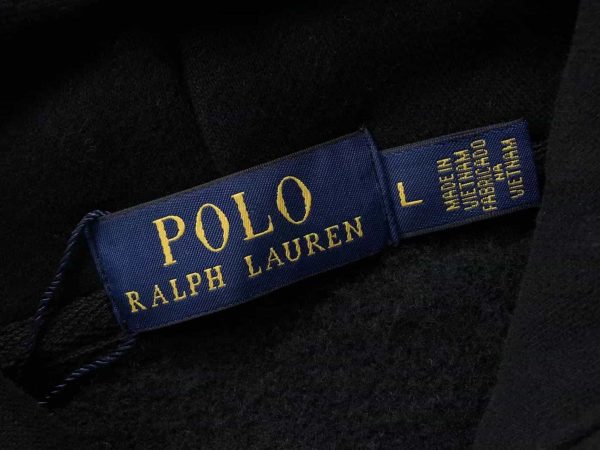 POLO
RALPH LAUREN
L
MADE IN
VIETNAM
FABRICADO
NA
VIETNAM